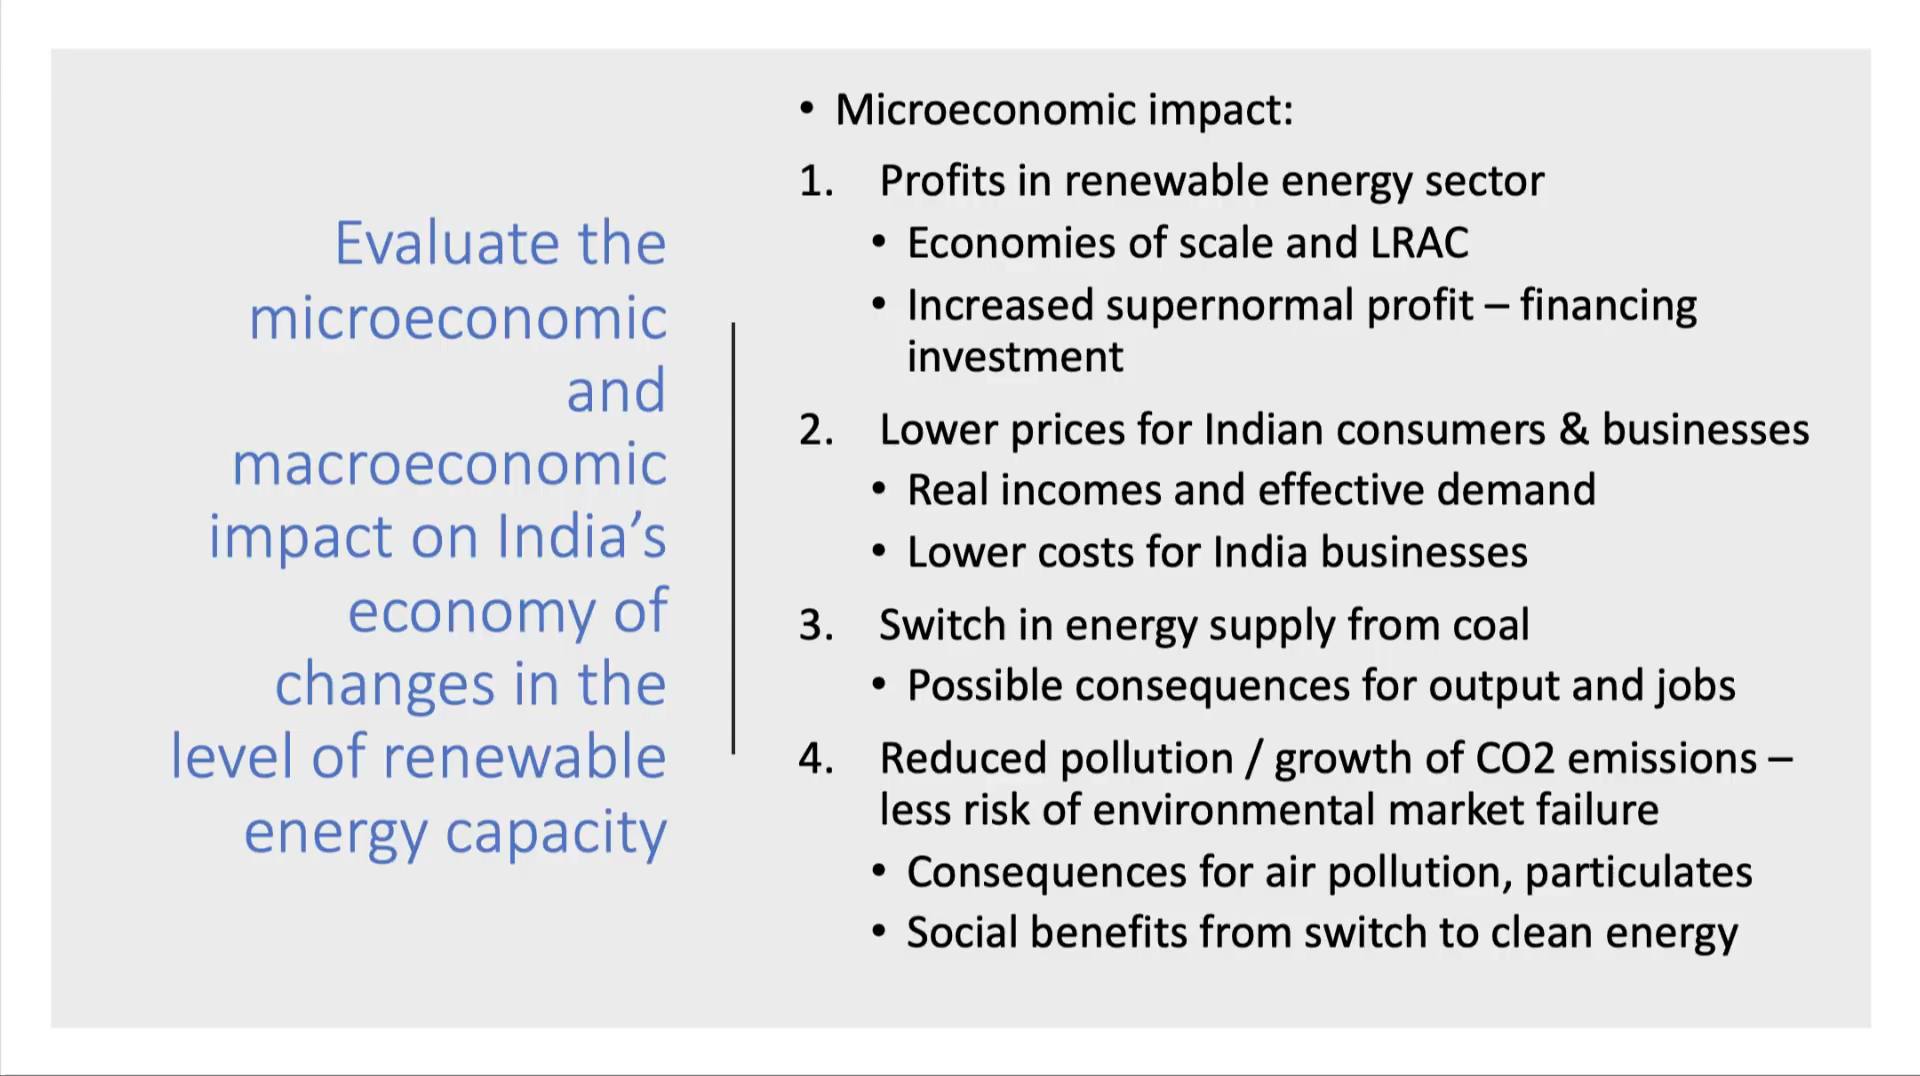 Evaluate the
microeconomic
and
macroeconomic
impact on India’s
economy of
changes in the
level of renewable
energy capacity
• Microeconomic impact:
1. Profits in renewable energy sector
• Economies of scale and LRAC
• Increased supernormal profit – financing
investment
2. Lower prices for Indian consumers & businesses
• Real incomes and effective demand
• Lower costs for India businesses
3. Switch in energy supply from coal
• Possible consequences for output and jobs
4. Reduced pollution / growth of CO2 emissions –
less risk of environmental market failure
• Consequences for air pollution, particulates
• Social benefits from switch to clean energy